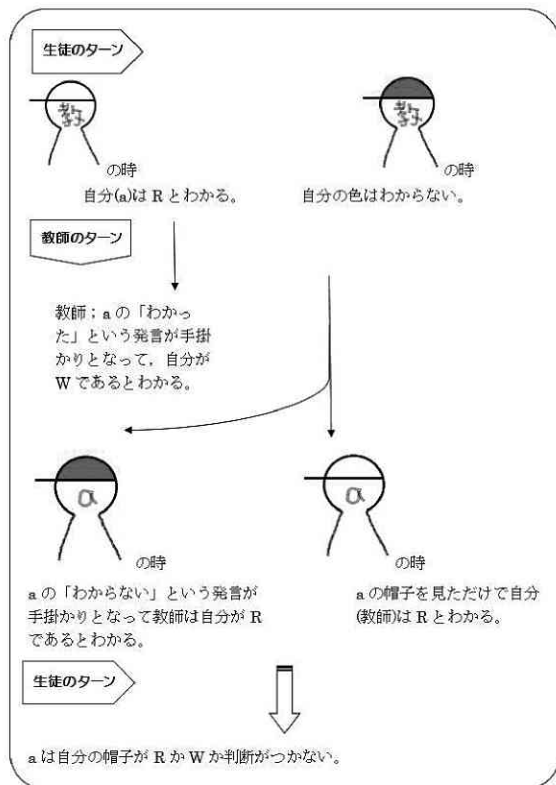 生徒のターン
教子
の時
自分(a)は R とわかる。
教子
の時
自分の色はわからない。
教師のターン
教師；a の「わかっ
た」という発言が手掛
かりとなって，自分が
W であるとわかる。
a
の時
a の「わからない」という発言が
手掛かりとなって教師は自分が R
であるとわかる。
a
の時
a の帽子を見ただけで自分
(教師)は R とわかる。
生徒のターン
a は自分の帽子が R か W か判断がつかない。